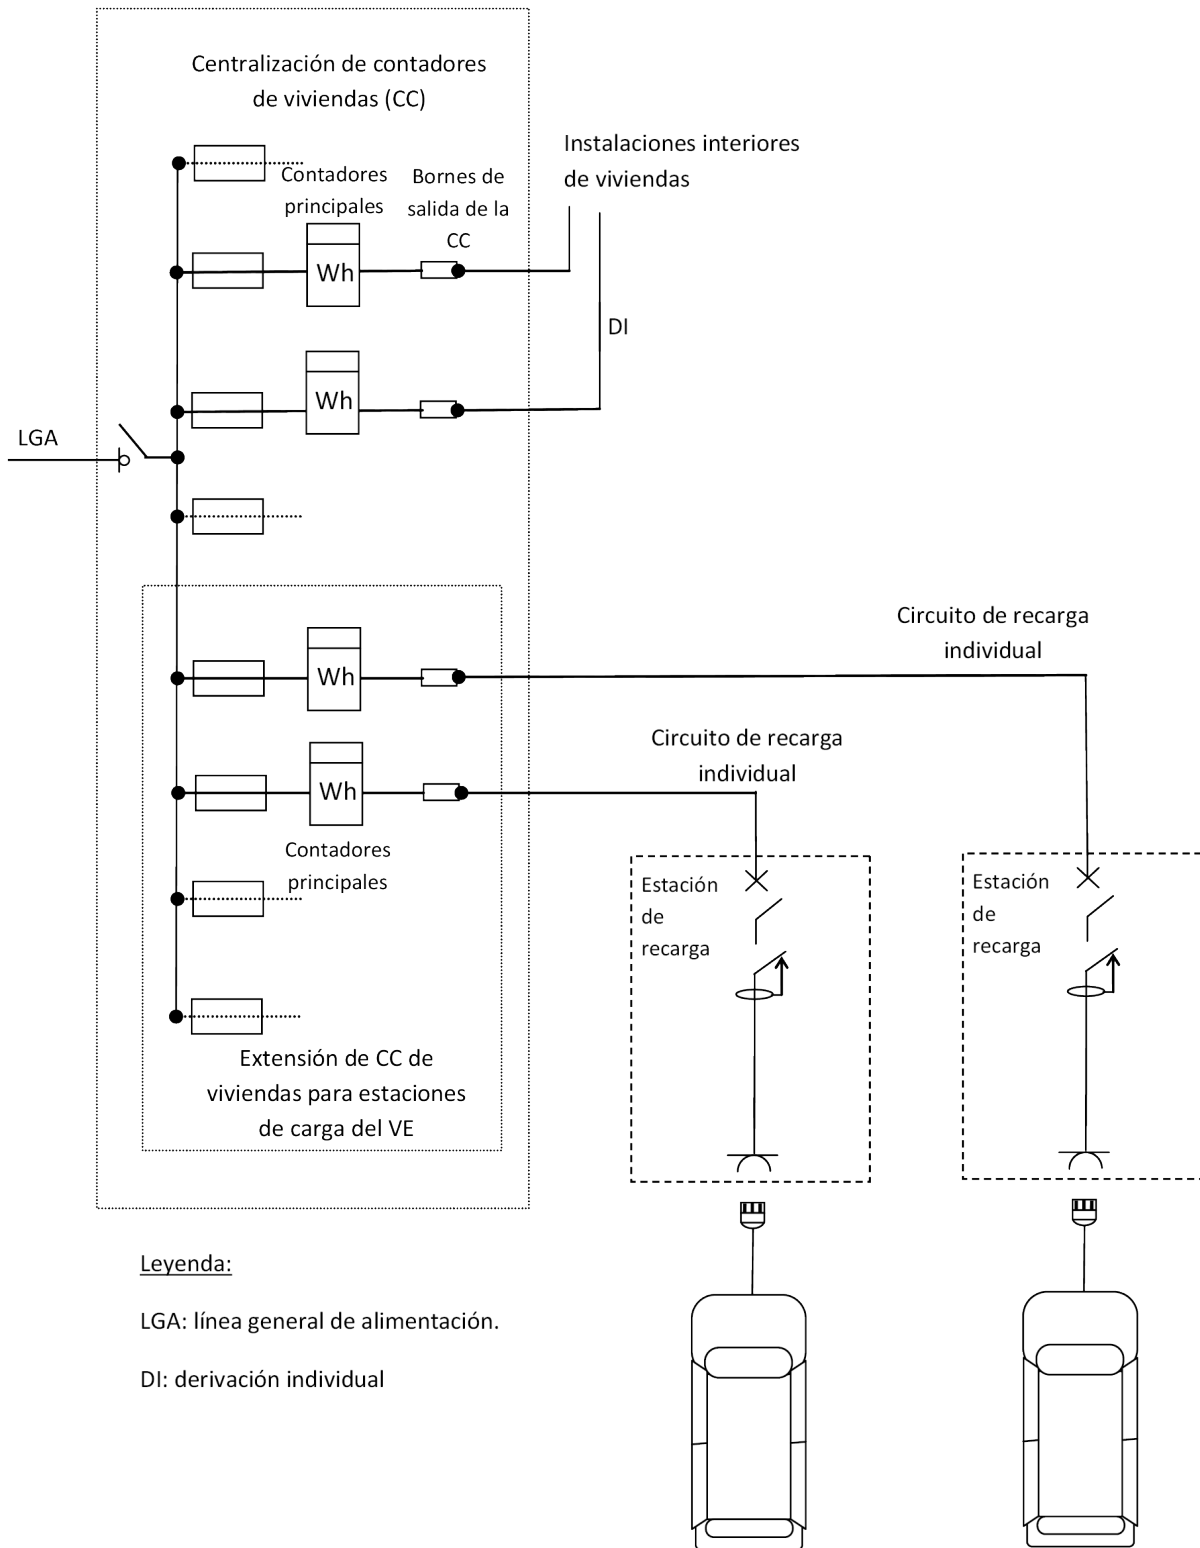 Centralización de contadores
de viviendas (CC)
Instalaciones interiores
de viviendas
Contadores
principales
Bornes de
salida de la
CC
Wh
DI
Wh
LGA
Circuito de recarga
individual
Wh
Circuito de recarga
individual
Wh
Contadores
principales
Estación
de
recarga
Estación
de
recarga
Extensión de CC de
viviendas para estaciones
de carga del VE
Leyenda:
LGA: línea general de alimentación.
DI: derivación individual